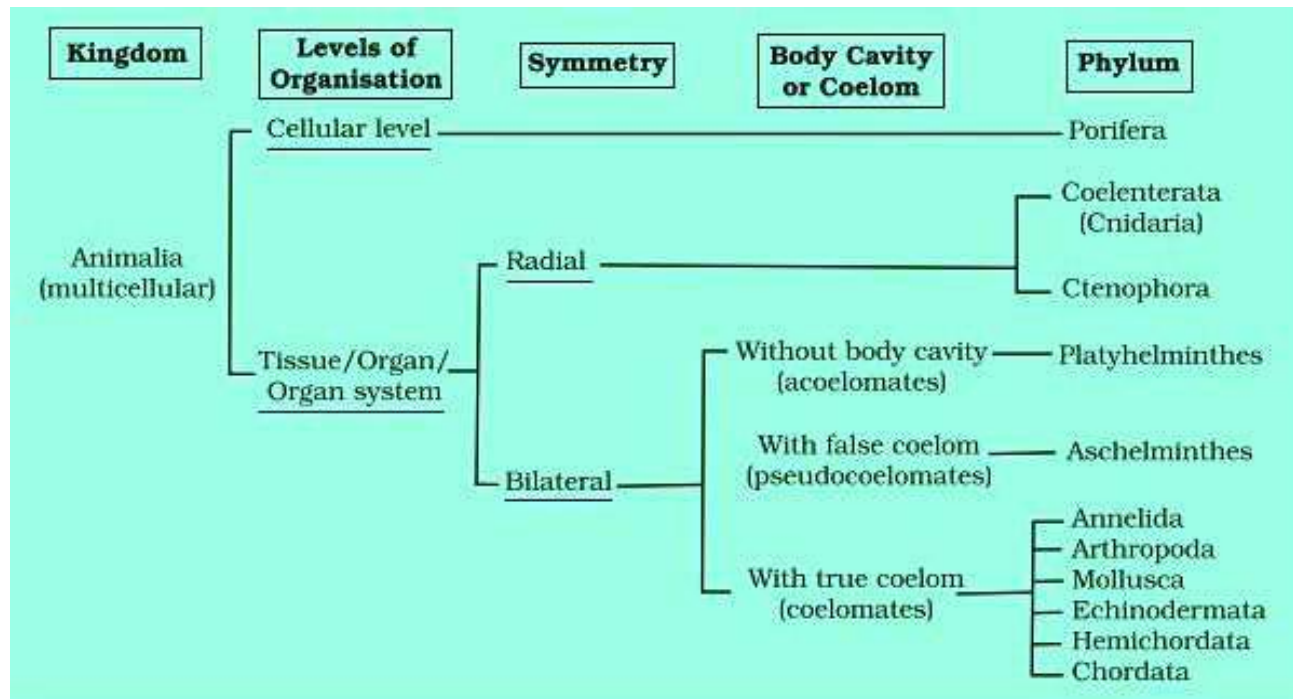 Kingdom
Levels of
Organisation
Symmetry
Body Cavity
or Coelom
Phylum
Cellular level
Porifera
Coelenterata
(Cnidaria)
Animalia
(multicellular)
Radial
Ctenophora
Tissue/Organ/
Organ system
Without body cavity
(acoelomates)
Platyhelminthes
With false coelom
(pseudocoelomates)
Aschelminthes
Bilateral
With true coelom
(coelomates)
Annelida
Arthropoda
Mollusca
Echinodermata
Hemichordata
Chordata